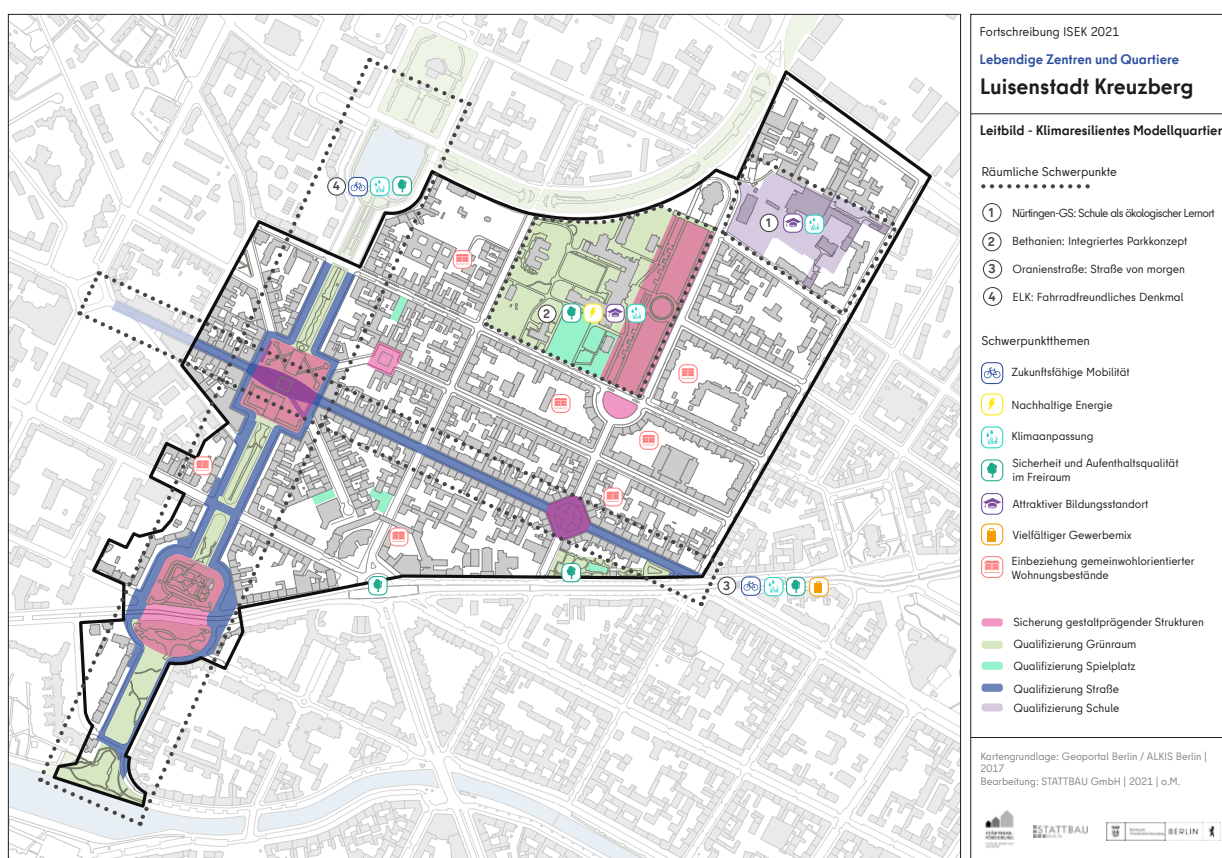 Fortschreibung ISEK 2021
Lebendige Zentren und Quartiere
Luisenstadt Kreuzberg
Leitbild - Klimaresilientes Modellquartier
Räumliche Schwerpunkte
1 Nürtingen-GS: Schule als ökologischer Lernort
2 Bethanien: Integriertes Parkkonzept
3 Oranienstraße: Straße von morgen
4 ELK: Fahrradfreundliches Denkmal
Schwerpunktthemen
Zukunftsfähige Mobilität
Nachhaltige Energie
Klimaanpassung
Sicherheit und Aufenthaltsqualität
im Freiraum
Attraktiver Bildungsstandort
Vielfältiger Gewerbemix
Einbeziehung gemeinwohlorientierter
Wohnungsbestände
Sicherung gestaltprägender Strukturen
Qualifizierung Grünraum
Qualifizierung Spielplatz
Qualifizierung Straße
Qualifizierung Schule
Kartengrundlage: Geoportal Berlin / ALKIS Berlin |
2017
Bearbeitung: STATTBAU GmbH | 2021 | o.M.
STATTBAU
BERLIN
4
1
2
3